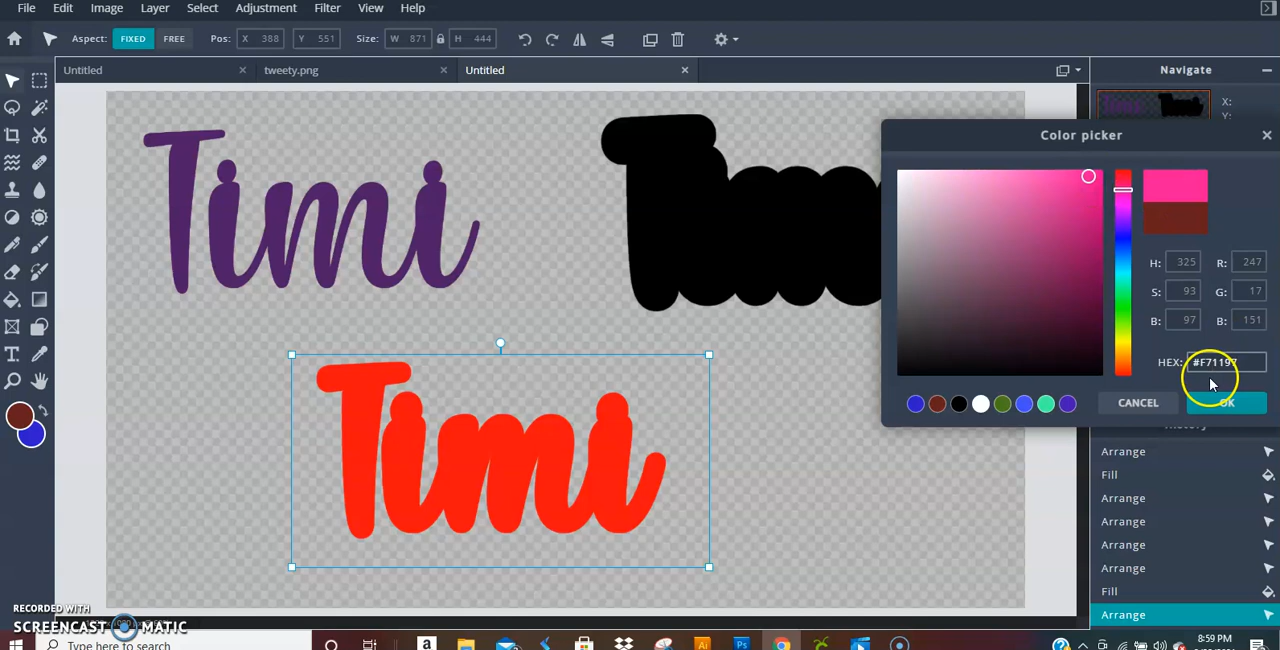 File Edit Image Layer Select Adjustment Filter View Help
Aspect: FIXED FREE Pos: X 388 Y 551 Size: W 871 H 444
Untitled tweety.png Untitled
Navigate
X:
Y:
Color picker
Timi
H: 325 R: 247
S: 93 G: 17
B: 97 B: 151
HEX: #F71197
CANCEL OK
Timi
Arrange
Fill
Arrange
Arrange
Arrange
Arrange
Fill
Arrange
RECORDED WITH
SCREENCAST MATIC
Type here to search
a
Ai
Ps
8:59 PM